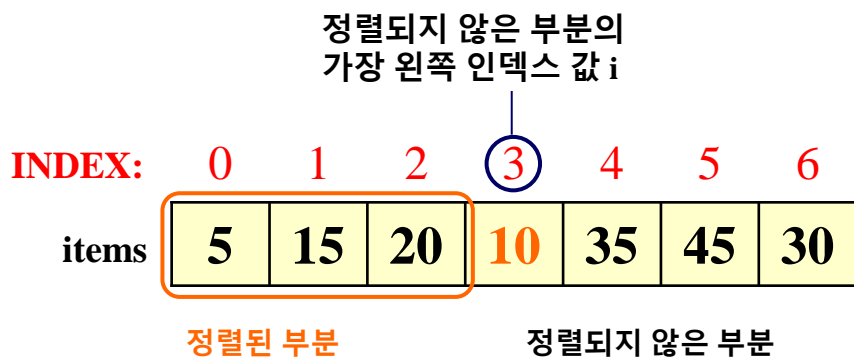 정렬되지 않은 부분의
가장 왼쪽 인덱스 값 i
INDEX: 0 1 2 3 4 5 6
items 5 15 20 10 35 45 30
정렬된 부분 정렬되지 않은 부분